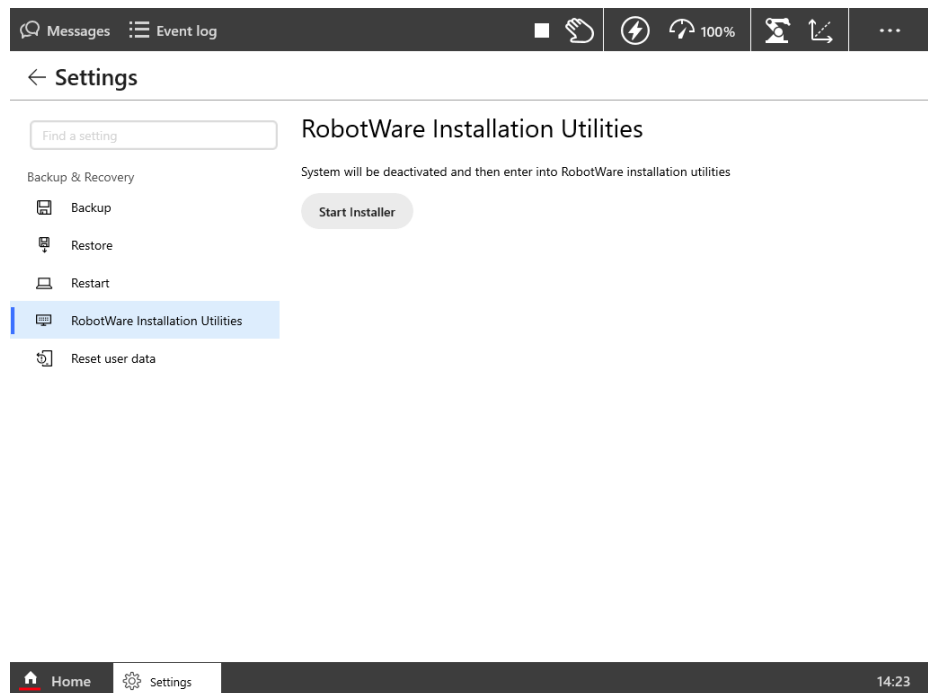 Messages Event log 100% ...
Settings
Find a setting
RobotWare Installation Utilities
System will be deactivated and then enter into RobotWare installation utilities
Start Installer
Backup & Recovery
Backup
Restore
Restart
RobotWare Installation Utilities
Reset user data
Home Settings 14:23